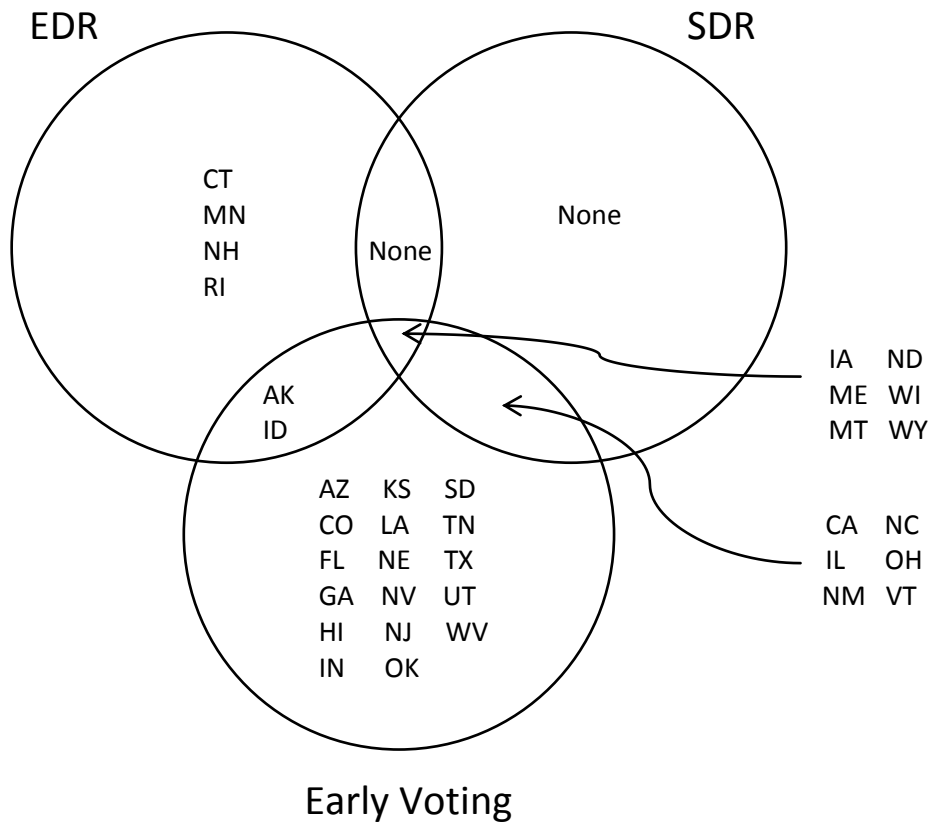 EDR
SDR
CT
MN
NH
RI
None
None
IA ND
ME WI
MT WY
AK
ID
AZ KS SD
CO LA TN
FL NE TX
GA NV UT
HI NJ WV
IN OK
CA NC
IL OH
NM VT
Early Voting